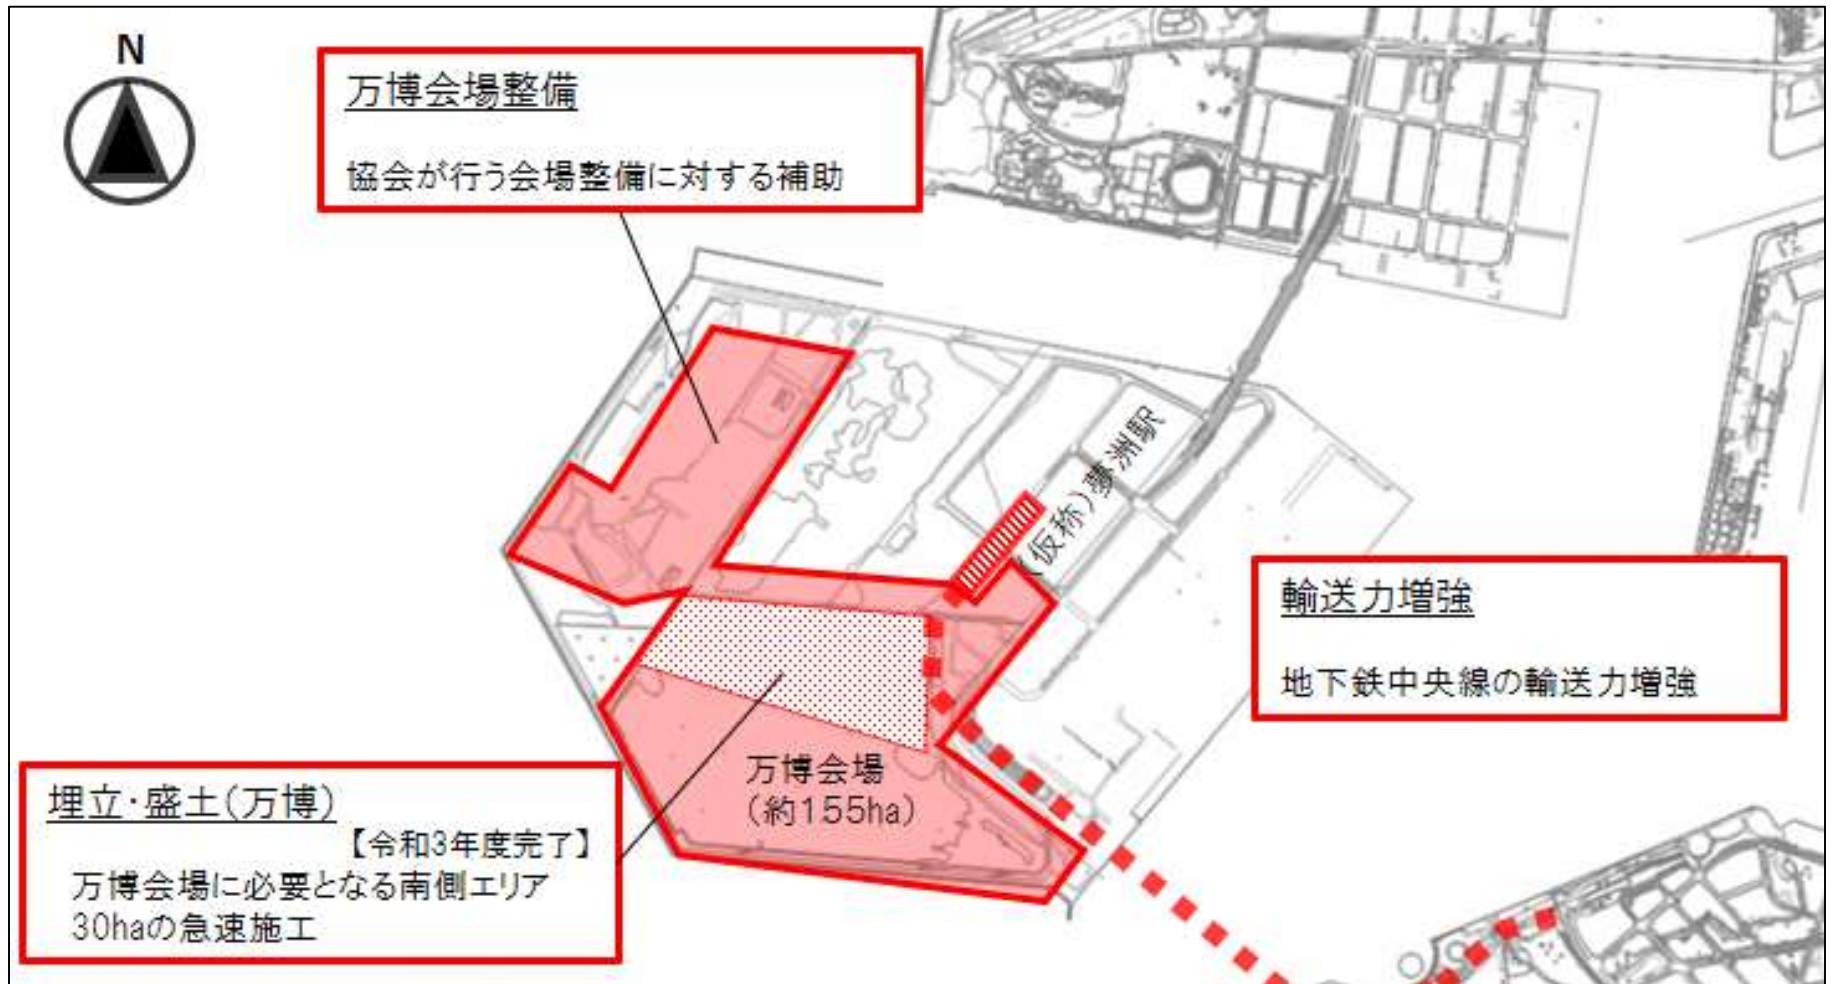 N
万博会場整備
協会が行う会場整備に対する補助
(仮称)夢洲駅
輸送力増強
地下鉄中央線の輸送力増強
万博会場
(約155ha)
埋立・盛土(万博)
【令和3年度完了】
万博会場に必要となる南側エリア
30haの急速施工